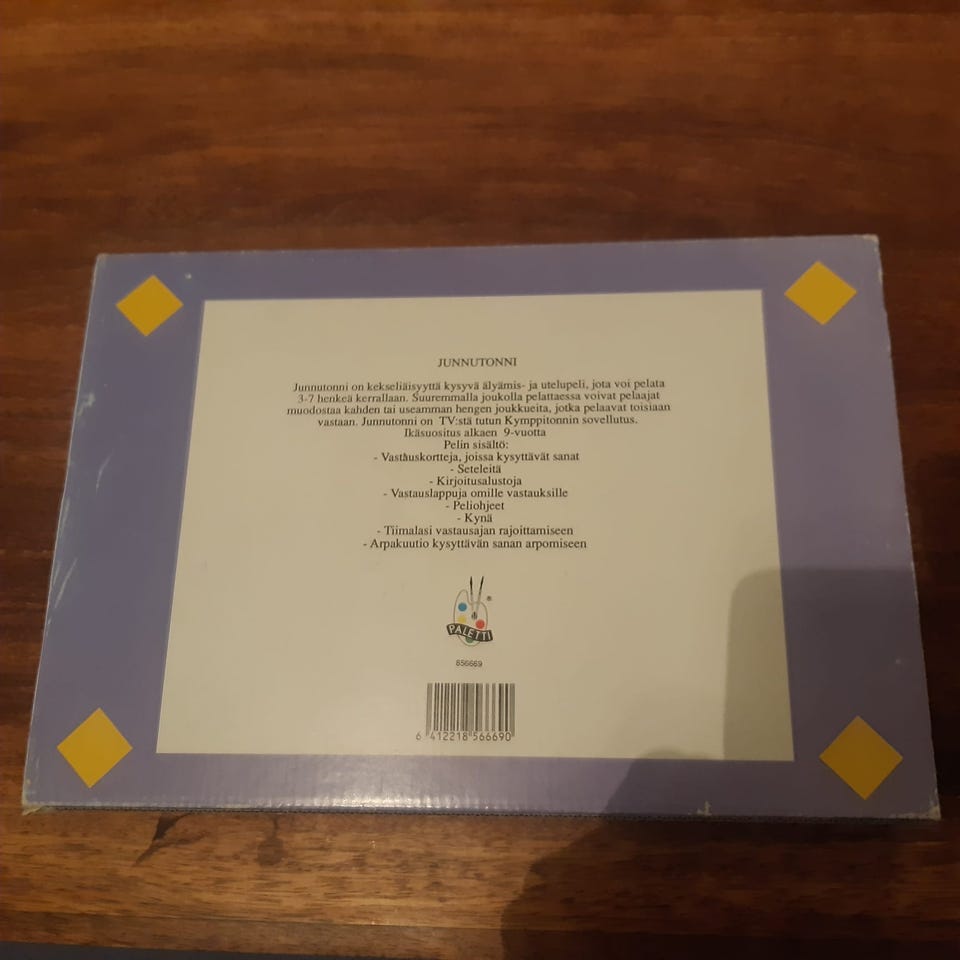 JUNNUTONNI
Junnutonni on kekseliäisyyttä kysyvä älyämis- ja utelupeli, jota voi pelata
3-7 henkeä kerrallaan. Suuremmalla joukolla pelattaessa voivat pelaajat
muodostaa kahden tai useamman hengen joukkueita, jotka pelaavat toisiaan
vastaan. Junnutonni on TV:stä tutun Kymppitonnin sovellutus.
Ikäsuositus alkaen 9-vuotta
Pelin sisältö:
- Vastauskortteja, joissa kysyttävät sanat
- Seteleitä
- Kirjoitusalustoja
- Vastauslappuja omille vastauksille
- Peliohjeet
- Kynä
- Tiimalasi vastausajan rajoittamiseen
- Arpakuutio kysyttävän sanan arpomiseen
®
PALETTI
856669
6 412218 566690